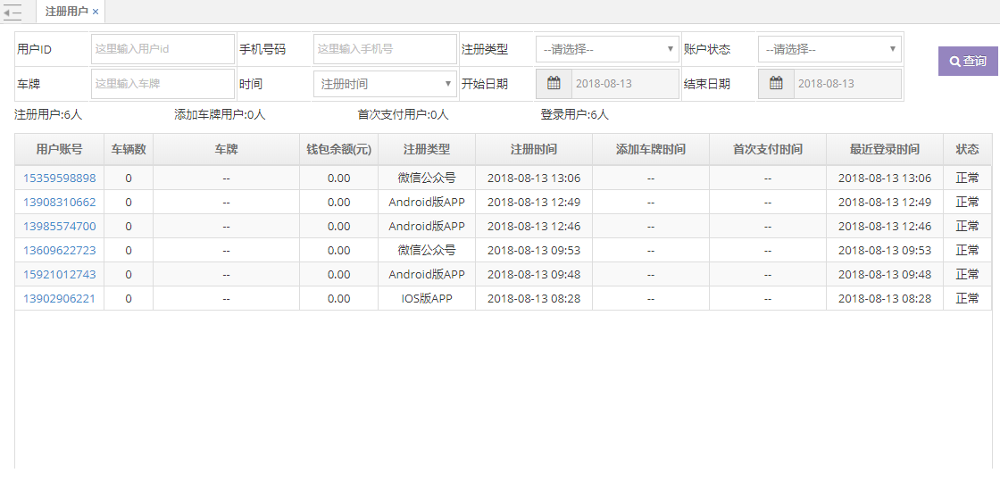 注册用户 ×
用户ID 这里输入用户id 手机号码 这里输入手机号 注册类型 --请选择-- 账户状态 --请选择--
查询
车牌 这里输入车牌 时间 注册时间 开始日期 2018-08-13 结束日期 2018-08-13
注册用户:6人 添加车牌用户:0人 首次支付用户:0人 登录用户:6人
用户账号 车辆数 车牌 钱包余额(元) 注册类型 注册时间 添加车牌时间 首次支付时间 最近登录时间 状态
15359598898 0 -- 0.00 微信公众号 2018-08-13 13:06 -- -- 2018-08-13 13:06 正常
13908310662 0 -- 0.00 Android版APP 2018-08-13 12:49 -- -- 2018-08-13 12:49 正常
13985574700 0 -- 0.00 Android版APP 2018-08-13 12:46 -- -- 2018-08-13 12:46 正常
13609622723 0 -- 0.00 微信公众号 2018-08-13 09:53 -- -- 2018-08-13 09:53 正常
15921012743 0 -- 0.00 Android版APP 2018-08-13 09:48 -- -- 2018-08-13 09:48 正常
13902906221 0 -- 0.00 IOS版APP 2018-08-13 08:28 -- -- 2018-08-13 08:28 正常